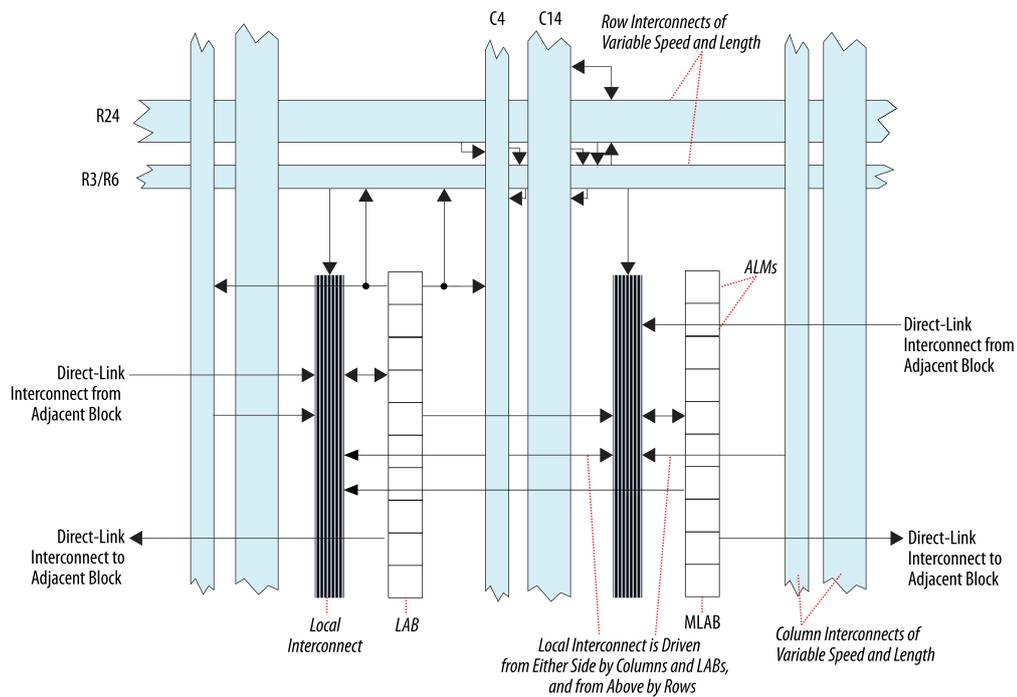 C4
C14
Row Interconnects of
Variable Speed and Length
R24
R3/R6
ALMs
Direct-Link
Interconnect from
Adjacent Block
Direct-Link
Interconnect from
Adjacent Block
Direct-Link
Interconnect to
Adjacent Block
Direct-Link
Interconnect to
Adjacent Block
Local
Interconnect
LAB
MLAB
Local Interconnect is Driven
from Either Side by Columns and LABs,
and from Above by Rows
Column Interconnects of
Variable Speed and Length